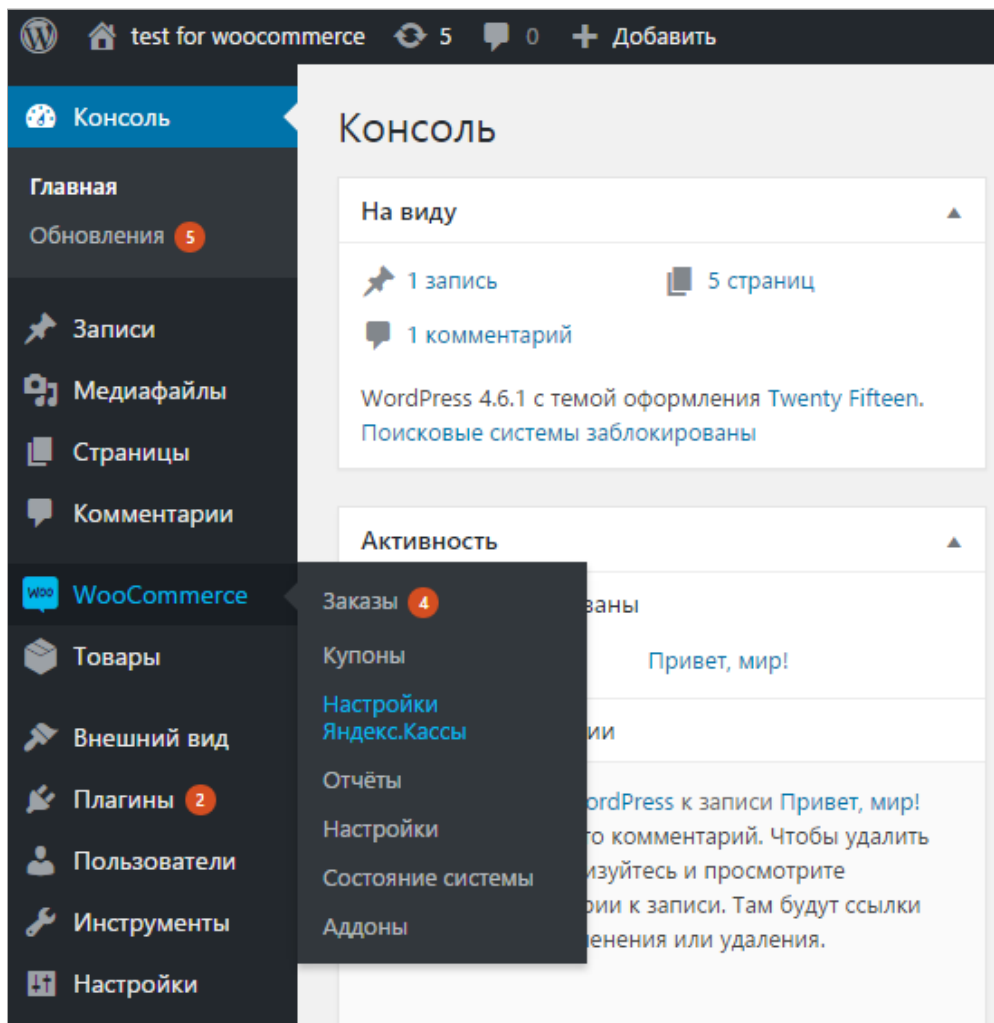 test for woocommerce 5 0 Добавить
Консоль
Главная
Обновления 5
Записи
Медиафайлы
Страницы
Комментарии
WOO WooCommerce
Товары
Внешний вид
Плагины 2
Пользователи
Инструменты
Настройки
Заказы 4
Купоны
Настройки
Яндекс.Кассы
Отчёты
Настройки
Состояние системы
Аддоны
Консоль
На виду
1 запись 5 страниц
1 комментарий
WordPress 4.6.1 с темой оформления Twenty Fifteen.
Поисковые системы заблокированы
Активность
ваны
Привет, мир!
ии
ordPress к записи Привет, мир!
то комментарий. Чтобы удалить
изуйтесь и просмотрите
рии к записи. Там будут ссылки
енения или удаления.